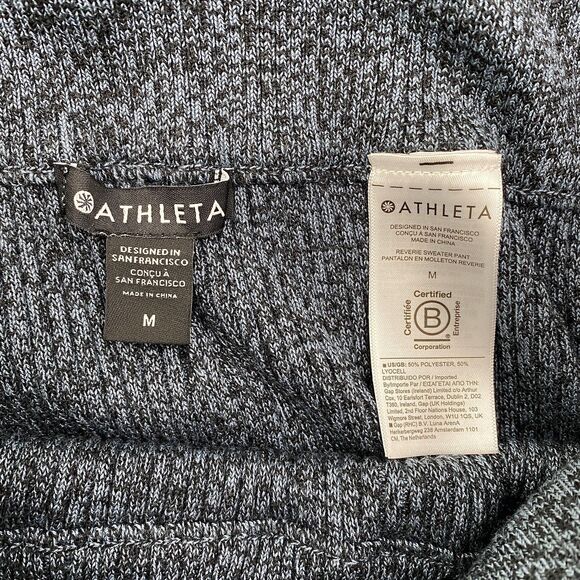 ATHLETA
DESIGNED IN
SAN FRANCISCO
CONÇU À
SAN FRANCISCO
MADE IN CHINA
M
ATHLETA
DESIGNED IN SAN FRANCISCO
CONÇU À SAN FRANCISCO
MADE IN CHINA
REVERIE SWEATER PANT
PANTALON EN MOLLETON REVERIE
M
Certified
Certifiée
B
Entreprise
Corporation
US/GB: 50% POLYESTER, 50%
LYOCELL
DISTRIBUIDO POR / Imported
By/Importe Par / ΕΙΣΑΓΕΤΑΙ ΑΠΟ ΤΗΝ:
Gap Stores (Ireland) Limited c/o Arthur
Cox, 10 Earlsfort Terrace, Dublin 2, D02
T380, Ireland, Gap (UK Holdings)
Limited, 2nd Floor Nations House, 103
Wigmore Street, London, W1U 1QS, UK
Gap (RHC) B.V. Luna ArenA
Herikerbergweg 238 Amsterdam 1101
CM, The Netherlands